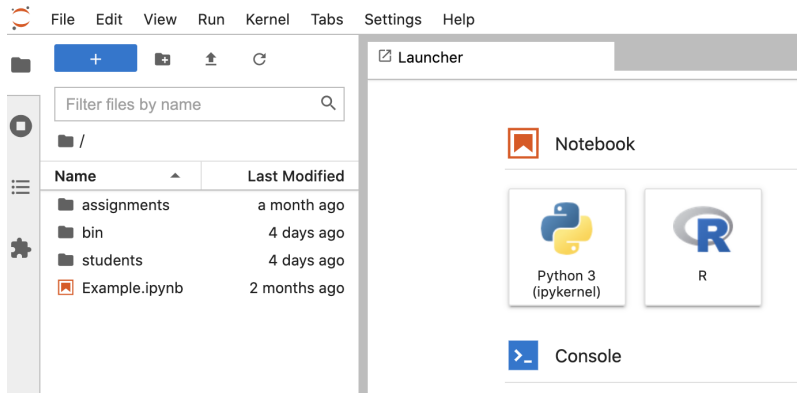 File Edit View Run Kernel Tabs Settings Help
+
Filter files by name
/
Name Last Modified
assignments a month ago
bin 4 days ago
students 4 days ago
Example.ipynb 2 months ago
Launcher
Notebook
Python 3
(ipykernel)
R
R
>_
Console